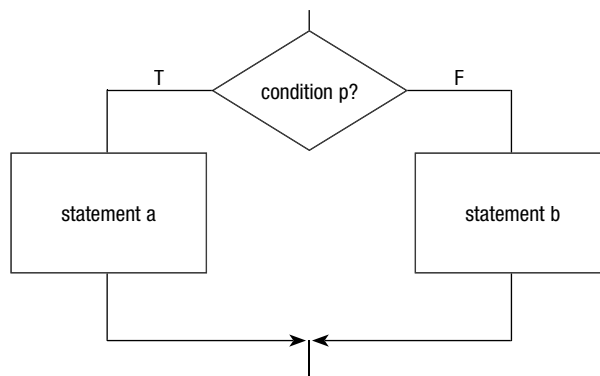 T
condition p?
F
statement a
statement b